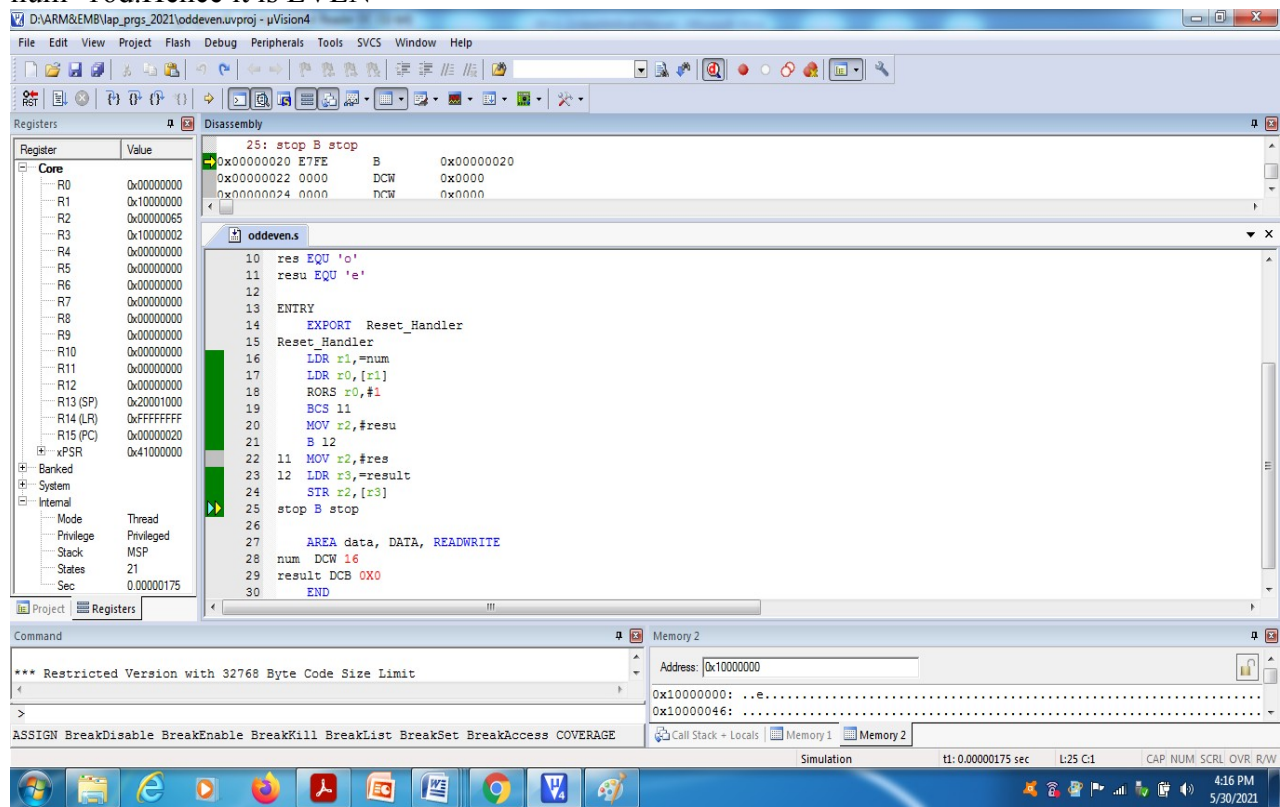 num=16d.Hence it is EVEN
D:\ARM&EMB\lap_prgs_2021\oddeven.uvproj - µVision4
File Edit View Project Flash Debug Peripherals Tools SVCS Window Help
Registers
Disassembly
Register Value
Core
R0 0x00000000
R1 0x10000000
R2 0x00000065
R3 0x10000002
R4 0x00000000
R5 0x00000000
R6 0x00000000
R7 0x00000000
R8 0x00000000
R9 0x00000000
R10 0x00000000
R11 0x00000000
R12 0x00000000
R13 (SP) 0x20001000
R14 (LR) 0xFFFFFFFF
R15 (PC) 0x00000020
xPSR 0x41000000
Banked
System
Internal
Mode Thread
Privilege Privileged
Stack MSP
States 21
Sec 0.00000175
Project Registers
25: stop B stop
0x00000020 E7FE B 0x00000020
0x00000022 0000 DCW 0x0000
0x00000024 0000 DCW 0x0000
oddeven.s
10 res EQU 'o'
11 resu EQU 'e'
12
13 ENTRY
14 EXPORT Reset_Handler
15 Reset_Handler
16 LDR r1,=num
17 LDR r0,[r1]
18 RORS r0,#1
19 BCS l1
20 MOV r2,#resu
21 B l2
22 l1 MOV r2,#res
23 l2 LDR r3,=result
24 STR r2,[r3]
25 stop B stop
26
27 AREA data, DATA, READWRITE
28 num DCW 16
29 result DCB 0X0
30 END
Command
*** Restricted Version with 32768 Byte Code Size Limit
>
ASSIGN BreakDisable BreakEnable BreakKill BreakList BreakSet BreakAccess COVERAGE
Memory 2
Address: 0x10000000
0x10000000: ..e...................................................................
0x10000046: ......................................................................
Call Stack + Locals Memory 1 Memory 2
Simulation t1: 0.00000175 sec L:25 C:1 CAP NUM SCRL OVR R/W
4:16 PM
5/30/2021